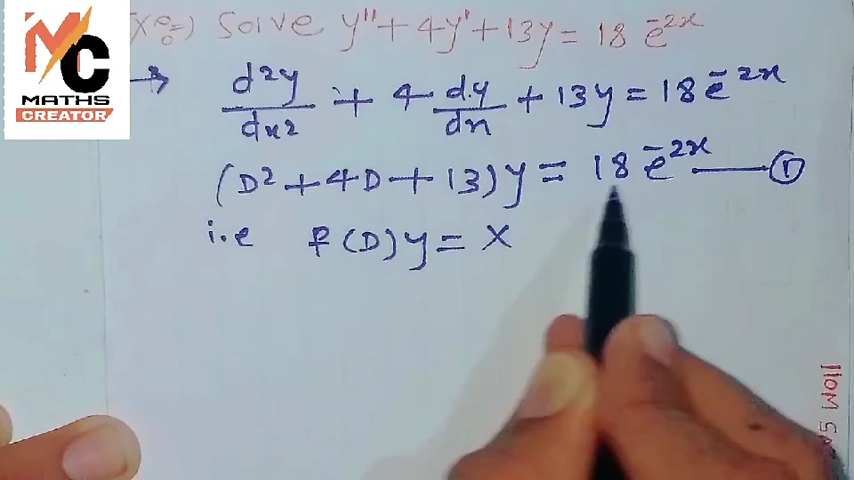 Solve y'' + 4y' + 13y = 18 e^-2x
d2y/dx2 + 4 dy/dx + 13y = 18 e^-2x
(D² + 4D + 13)y = 18 e^-2x —— ①
i.e f(D)y = X
MC
MATHS
CREATOR